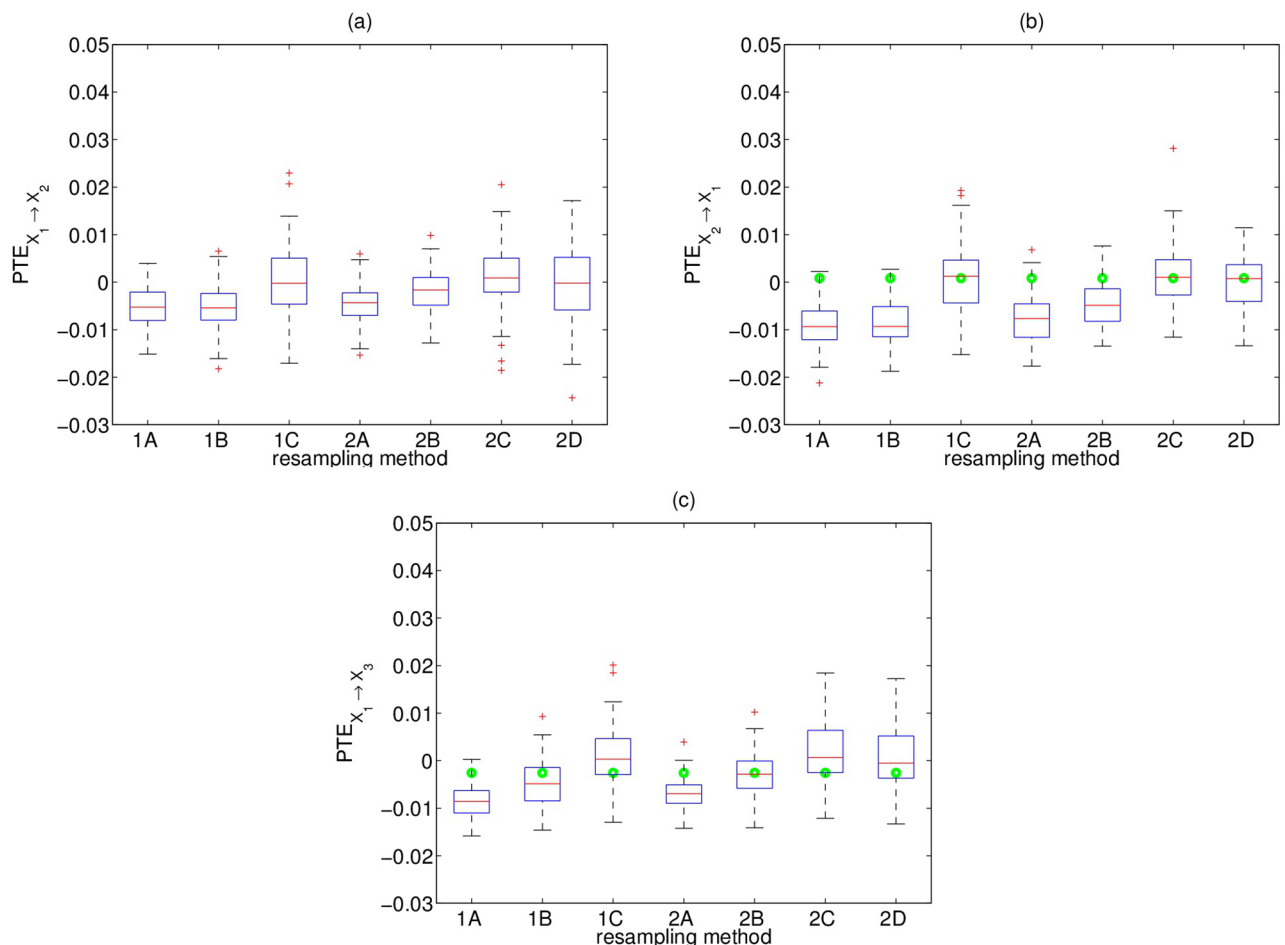 (a)
0.05
0.04
0.03
0.02
0.01
0
−0.01
−0.02
−0.03
PTE X1 → X2
1A 1B 1C 2A 2B 2C 2D
resampling method
(b)
0.05
0.04
0.03
0.02
0.01
0
−0.01
−0.02
−0.03
PTE X2 → X1
1A 1B 1C 2A 2B 2C 2D
resampling method
(c)
0.05
0.04
0.03
0.02
0.01
0
−0.01
−0.02
−0.03
PTE X1 → X3
1A 1B 1C 2A 2B 2C 2D
resampling method